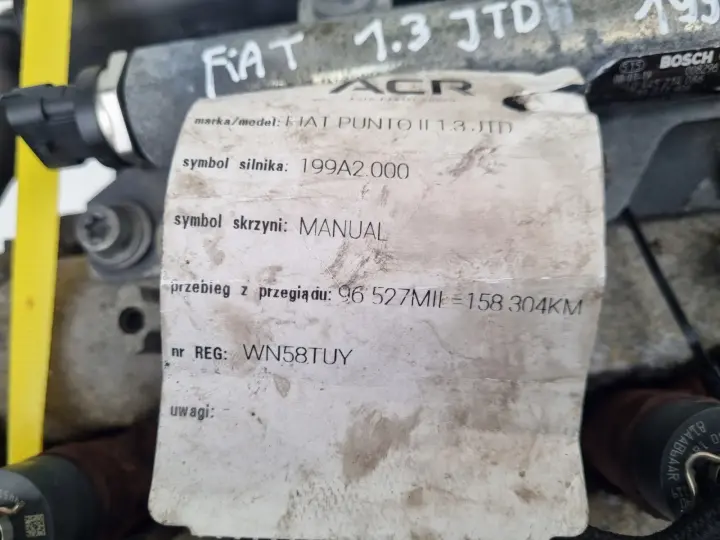 FiAT 1.3 JTD 199
BOSCH
ACR
marka/model: FIAT PUNTO II 1.3 JTD
symbol silnika: 199A2.000
symbol skrzyni: MANUAL
przebieg z przeglądu: 96 527MIL=158 304KM
nr REG: WN58TUY
uwagi: